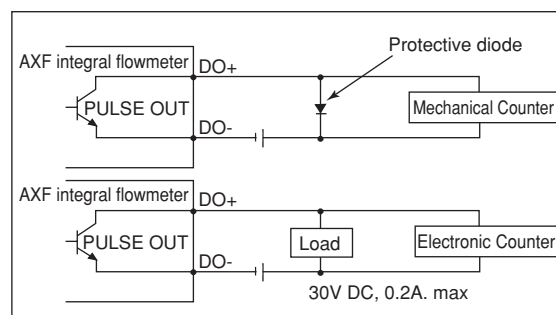 Protective diode
AXF integral flowmeter
DO+
PULSE OUT
Mechanical Counter
DO-
AXF integral flowmeter
DO+
PULSE OUT
Load
Electronic Counter
DO-
30V DC, 0.2A. max